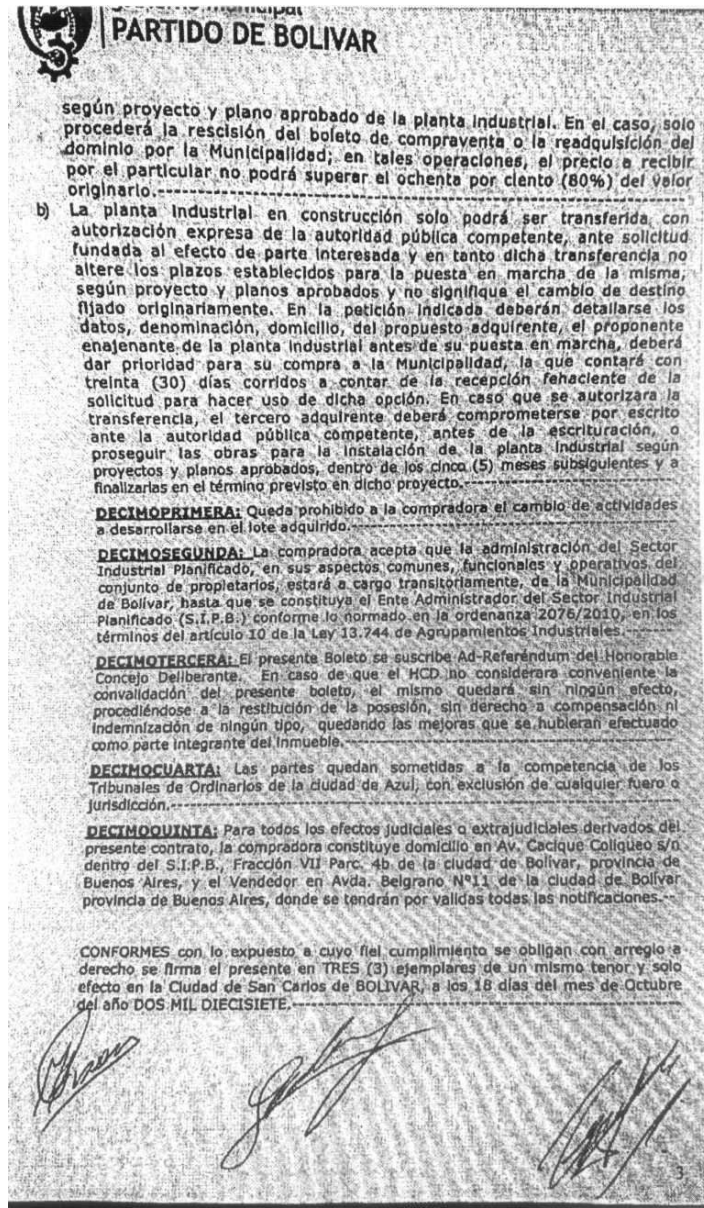 Gobierno Municipal
PARTIDO DE BOLIVAR
según proyecto y plano aprobado de la planta industrial. En el caso, solo
procederá la rescisión del boleto de compraventa o la readquisición del
dominio por la Municipalidad; en tales operaciones, el precio a recibir
por el particular no podrá superar el ochenta por ciento (80%) del valor
originario.-----------------------------------------------------------------
b) La planta industrial en construcción solo podrá ser transferida con
autorización expresa de la autoridad pública competente, ante solicitud
fundada al efecto de parte interesada y en tanto dicha transferencia no
altere los plazos establecidos para la puesta en marcha de la misma,
según proyecto y planos aprobados y no signifique el cambio de destino
fijado originariamente. En la petición indicada deberán detallarse los
datos, denominación, domicilio, del propuesto adquirente, el proponente
enajenante de la planta industrial antes de su puesta en marcha, deberá
dar prioridad para su compra a la Municipalidad, la que contará con
treinta (30) días corridos a contar de la recepción fehaciente de la
solicitud para hacer uso de dicha opción. En caso que se autorizara la
transferencia, el tercero adquirente deberá comprometerse por escrito
ante la autoridad pública competente, antes de la escrituración, o
proseguir las obras para la instalación de la planta industrial según
proyectos y planos aprobados, dentro de los cinco (5) meses subsiguientes y a
finalizarlas en el término previsto en dicho proyecto.---------------------------
DECIMOPRIMERA: Queda prohibido a la compradora el cambio de actividades
a desarrollarse en el lote adquirido.---------------------------------------------
DECIMOSEGUNDA: La compradora acepta que la administración del Sector
Industrial Planificado, en sus aspectos comunes, funcionales y operativos del
conjunto de propietarios, estará a cargo transitoriamente, de la Municipalidad
de Bolívar, hasta que se constituya el Ente Administrador del Sector Industrial
Planificado (S.I.P.B.) conforme lo normado en la ordenanza 2076/2010, en los
términos del artículo 10 de la Ley 13.744 de Agrupamientos Industriales.-------
DECIMOTERCERA: El presente Boleto se suscribe Ad-Referéndum del Honorable
Concejo Deliberante. En caso de que el HCD no considerara conveniente la
convalidación del presente boleto, el mismo quedará sin ningún efecto,
procediéndose a la restitución de la posesión, sin derecho a compensación ni
indemnización de ningún tipo, quedando las mejoras que se hubieran efectuado
como parte integrante del inmueble.---------------------------------------------
DECIMOCUARTA: Las partes quedan sometidas a la competencia de los
Tribunales de Ordinarios de la ciudad de Azul, con exclusión de cualquier fuero o
jurisdicción.-----------------------------------------------------------------------
DECIMOQUINTA: Para todos los efectos judiciales o extrajudiciales derivados del
presente contrato, la compradora constituye domicilio en Av. Cacique Coliqueo s/n
dentro del S.I.P.B., Fracción VII Parc. 4b de la ciudad de Bolívar, provincia de
Buenos Aires, y el Vendedor en Avda. Belgrano Nº11 de la ciudad de Bolívar
provincia de Buenos Aires, donde se tendrán por validas todas las notificaciones.--
CONFORMES con lo expuesto a cuyo fiel cumplimiento se obligan con arreglo a
derecho se firma el presente en TRES (3) ejemplares de un mismo tenor y solo
efecto en la Ciudad de San Carlos de BOLIVAR, a los 18 días del mes de Octubre
del año DOS MIL DIECISIETE.-----------------------------------------------------
3